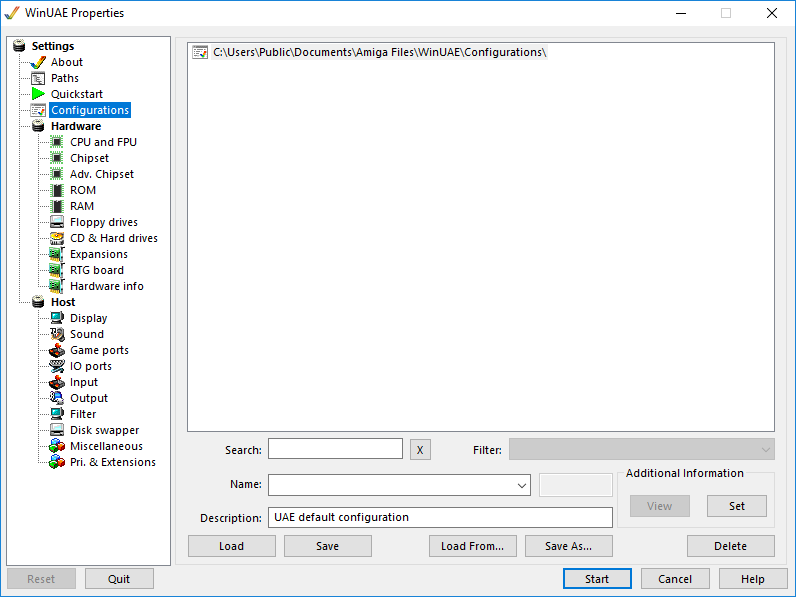 WinUAE Properties
Settings
About
Paths
Quickstart
Configurations
Hardware
CPU and FPU
Chipset
Adv. Chipset
ROM
RAM
Floppy drives
CD & Hard drives
Expansions
RTG board
Hardware info
Host
Display
Sound
Game ports
IO ports
Input
Output
Filter
Disk swapper
Miscellaneous
Pri. & Extensions
C:\Users\Public\Documents\Amiga Files\WinUAE\Configurations\
Search: X Filter:
Name:
Additional Information
View Set
Description: UAE default configuration
Load Save Load From... Save As... Delete
Reset Quit Start Cancel Help